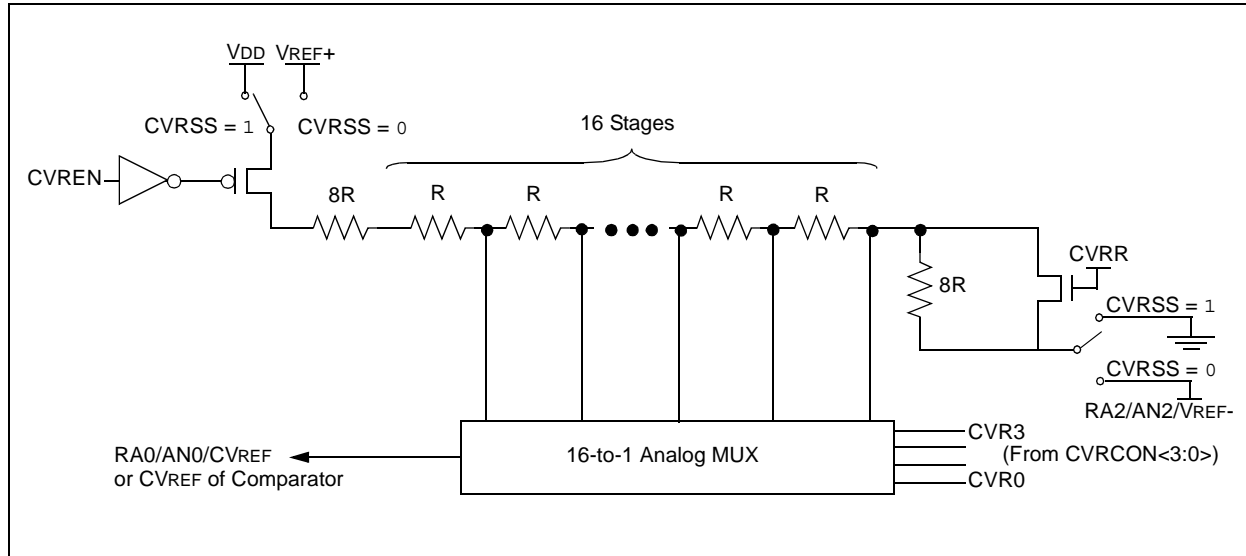 VDD VREF+
CVRSS = 1 CVRSS = 0
16 Stages
CVREN
8R R R R R
CVRR
8R
CVRSS = 1
CVRSS = 0
RA2/AN2/VREF-
RA0/AN0/CVREF
or CVREF of Comparator
16-to-1 Analog MUX
CVR3
(From CVRCON<3:0>)
CVR0